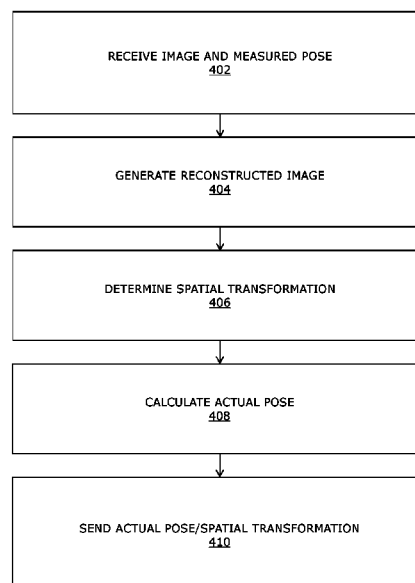 RECEIVE IMAGE AND MEASURED POSE
402
GENERATE RECONSTRUCTED IMAGE
404
DETERMINE SPATIAL TRANSFORMATION
406
CALCULATE ACTUAL POSE
408
SEND ACTUAL POSE/SPATIAL TRANSFORMATION
410